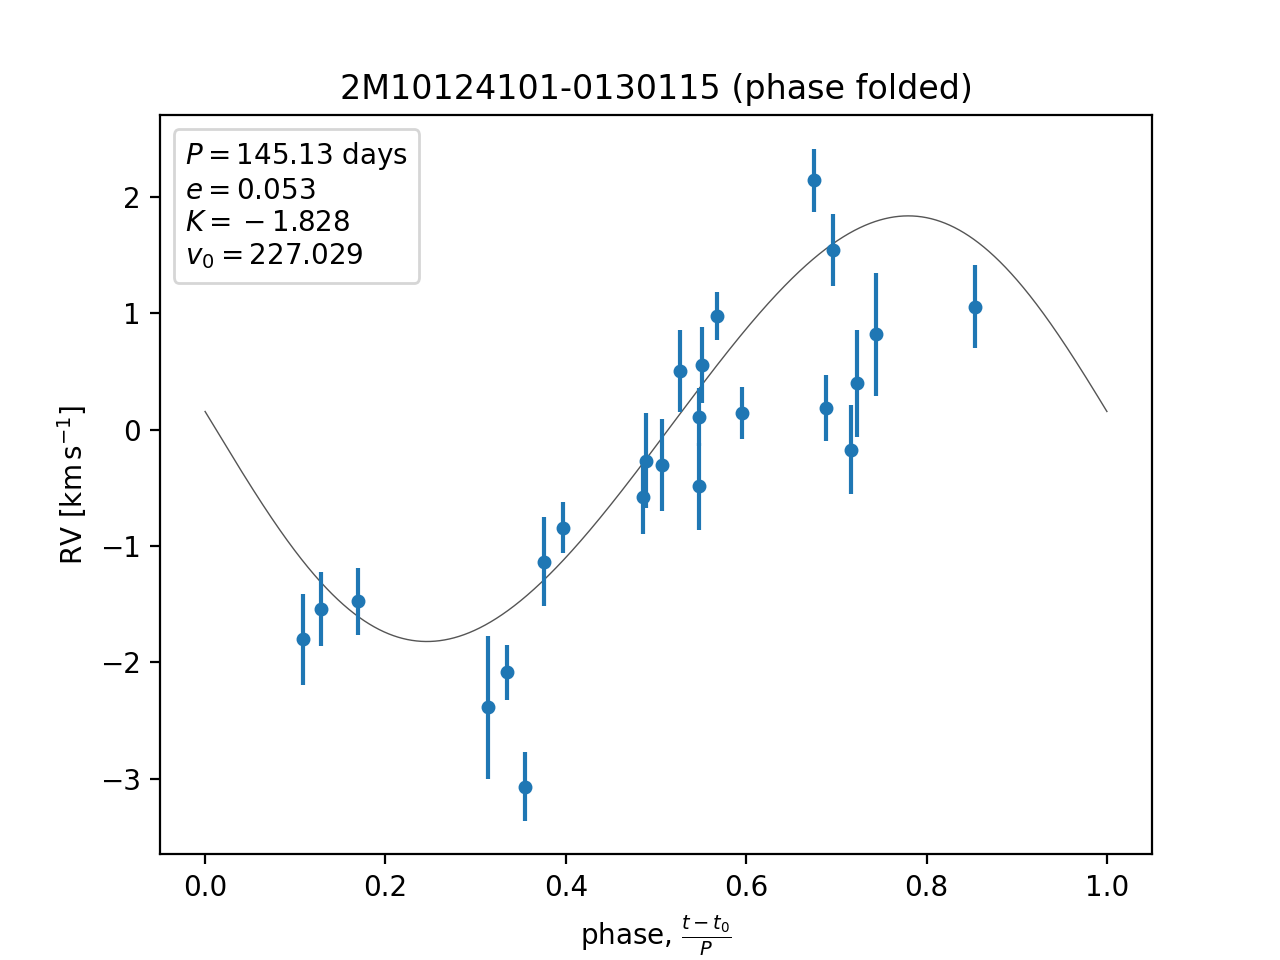 2M10124101-0130115 (phase folded)
P = 145.13 days
e = 0.053
K = −1.828
v₀ = 227.029
RV [km s⁻¹]
2
1
0
−1
−2
−3
0.0 0.2 0.4 0.6 0.8 1.0
phase, (t − t₀)/P